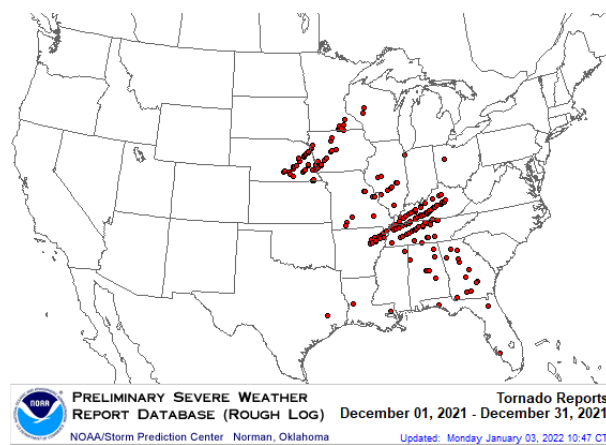 NOAA
PRELIMINARY SEVERE WEATHER
REPORT DATABASE (ROUGH LOG)
NOAA/Storm Prediction Center Norman, Oklahoma
Tornado Reports
December 01, 2021 - December 31, 2021
Updated: Monday January 03, 2022 10:47 CT